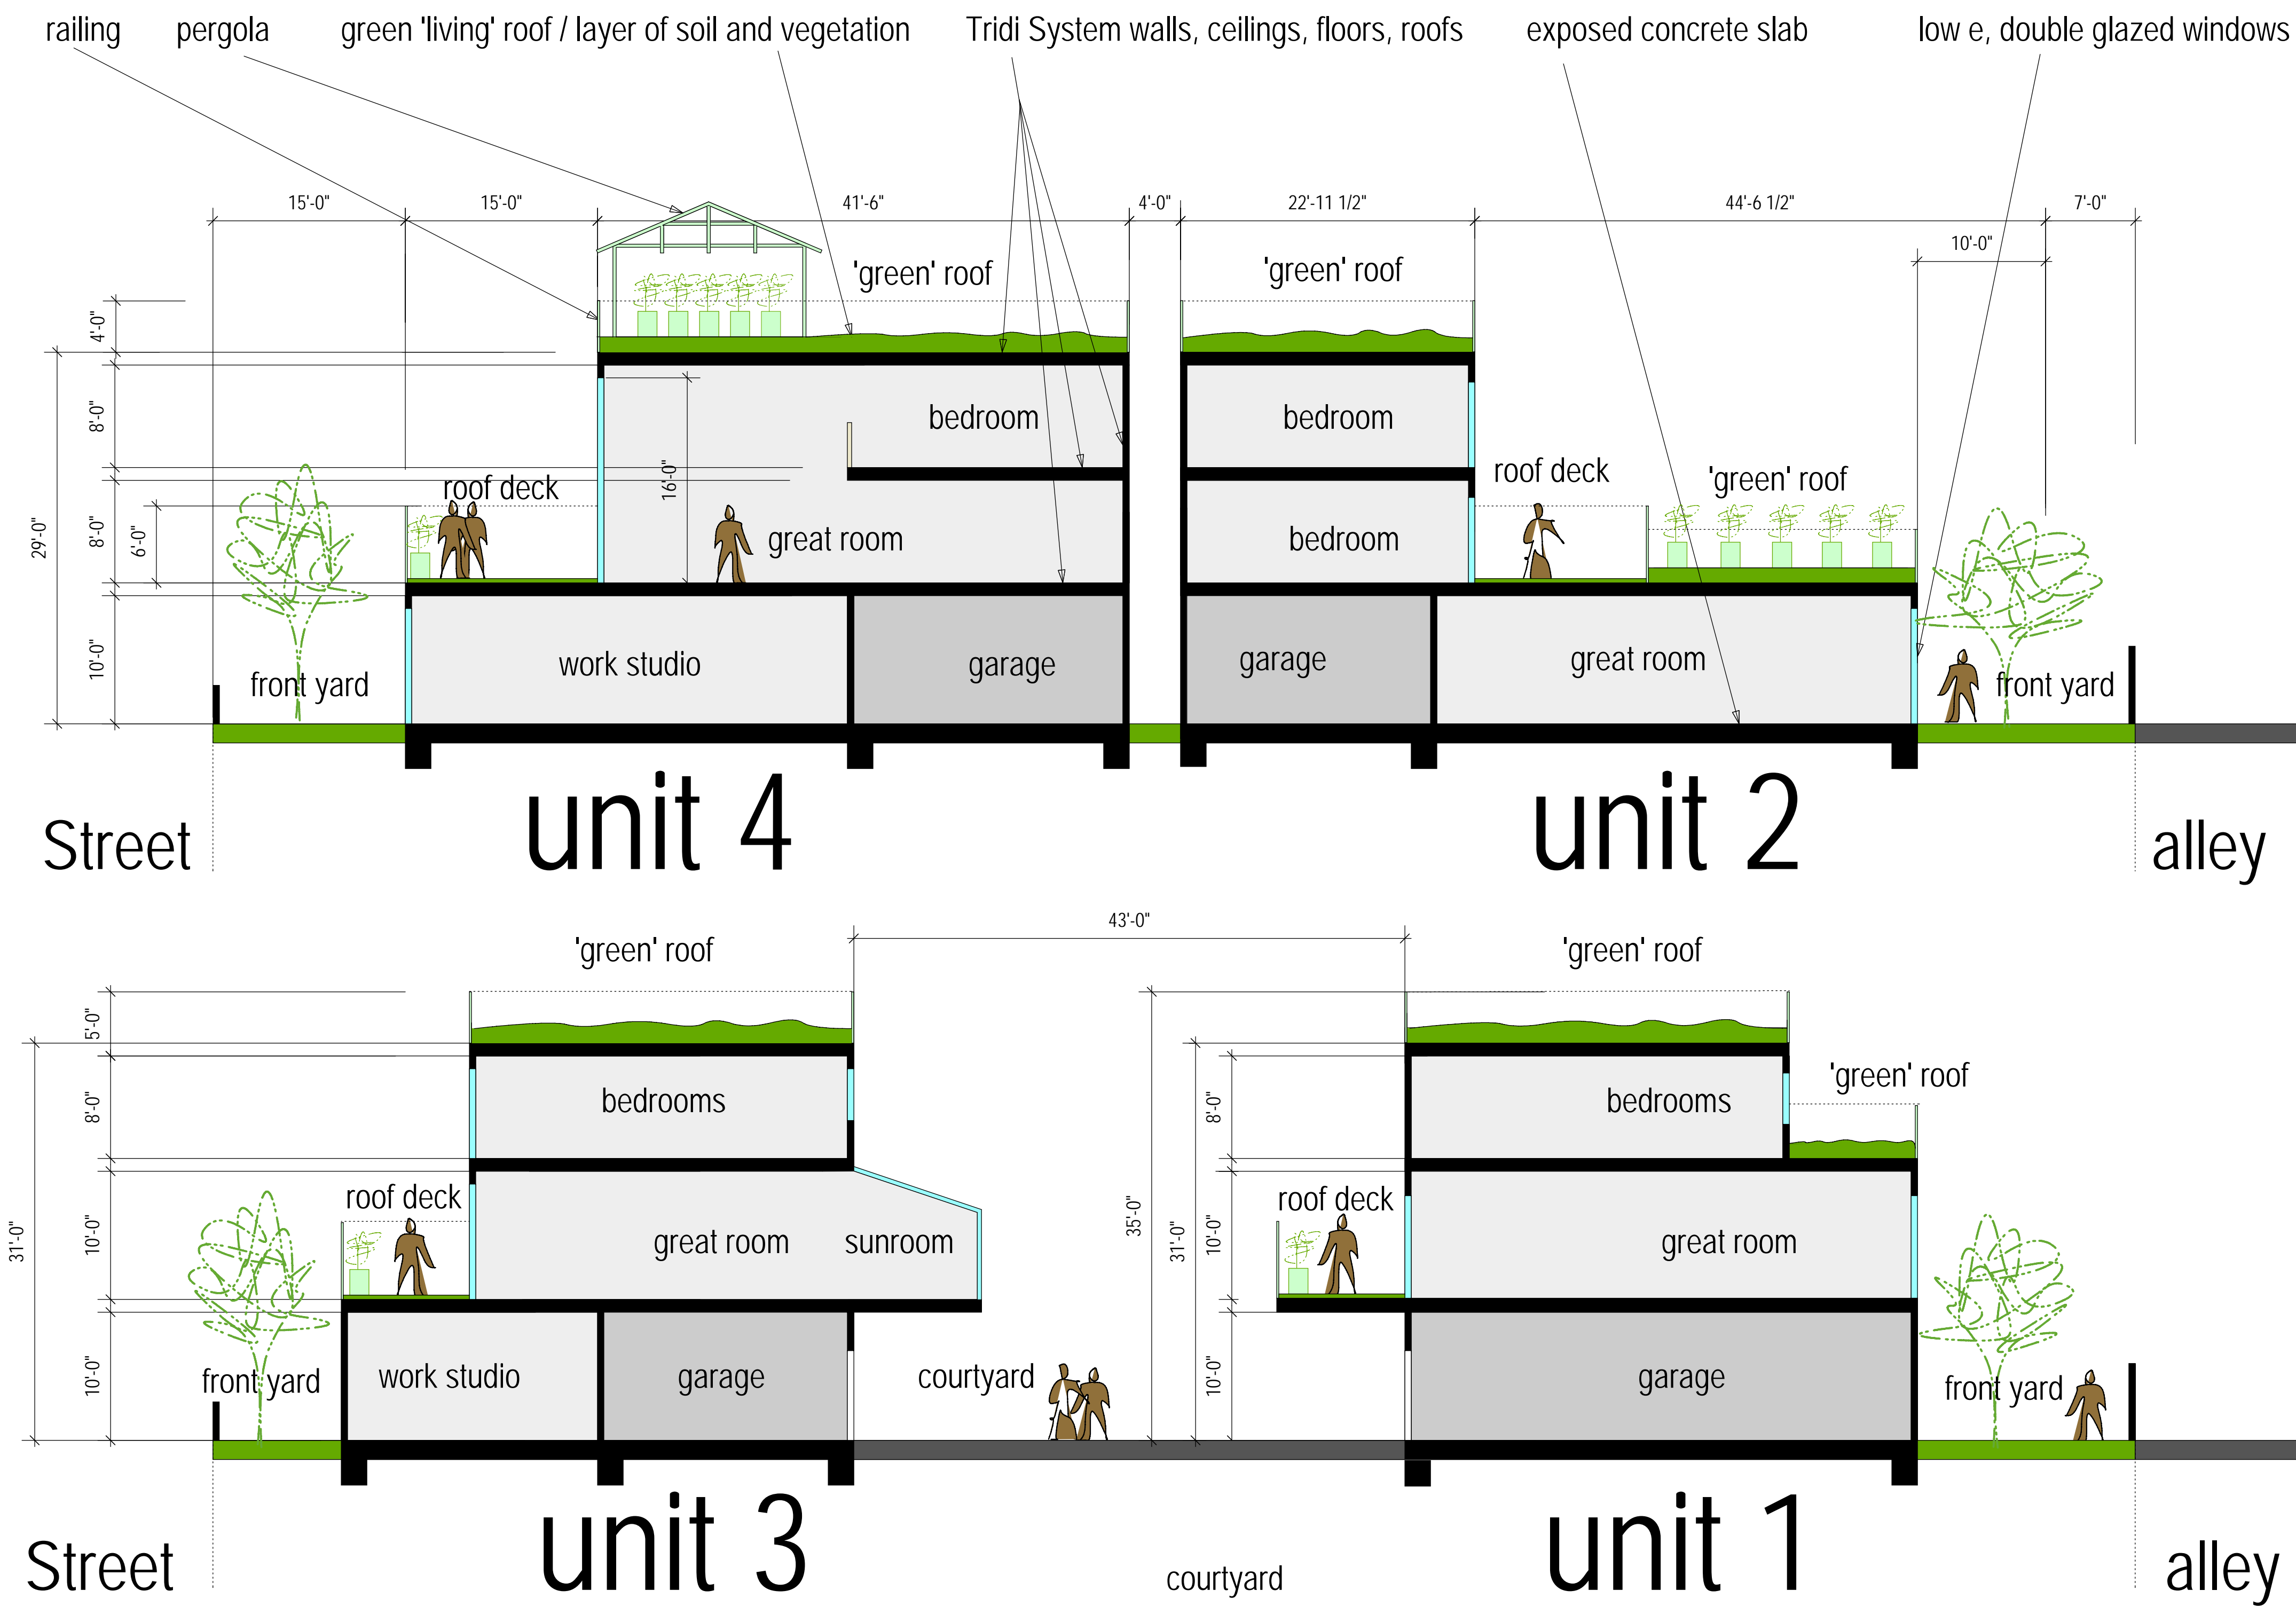 railing pergola green 'living' roof / layer of soil and vegetation Tridi System walls, ceilings, floors, roofs exposed concrete slab low e, double glazed windows
15'-0" 15'-0" 41'-6" 4'-0" 22'-11 1/2" 44'-6 1/2" 7'-0"
10'-0"
'green' roof 'green' roof
4'-0"
8'-0"
bedroom bedroom
16'-0"
roof deck roof deck 'green' roof
29'-0"
8'-0"
6'-0"
great room bedroom
10'-0"
front yard work studio garage garage great room front yard
Street unit 4 unit 2 alley
43'-0"
'green' roof 'green' roof
5'-0"
8'-0"
bedrooms 8'-0" bedrooms 'green' roof
31'-0"
10'-0"
roof deck great room sunroom
35'-0"
31'-0"
10'-0"
roof deck great room
10'-0"
front yard work studio garage courtyard 10'-0" garage front yard
Street unit 3 courtyard unit 1 alley